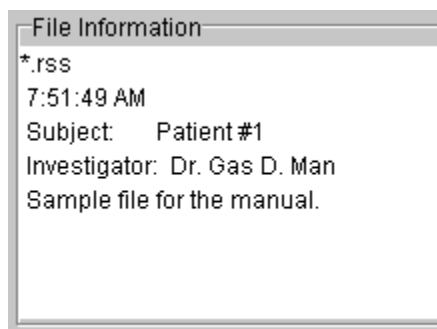 File Information
*.rss
7:51:49 AM
Subject: Patient #1
Investigator: Dr. Gas D. Man
Sample file for the manual.